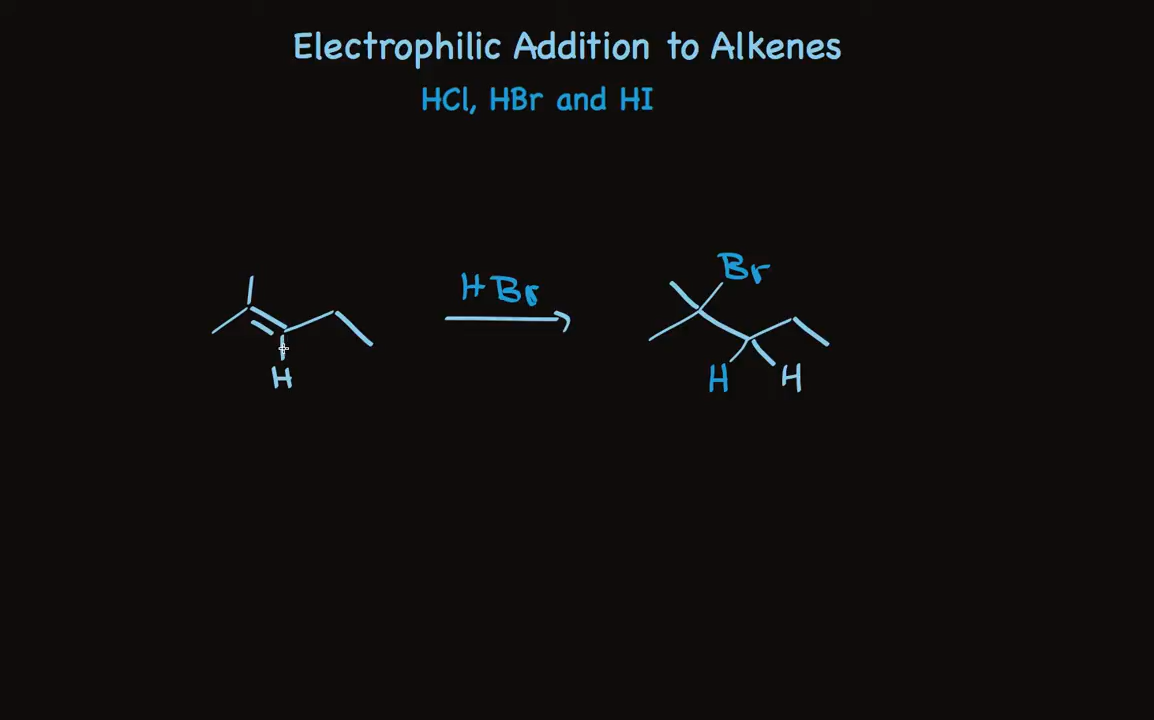 Electrophilic Addition to Alkenes
HCl, HBr and HI
Br
HBr
H
H
H